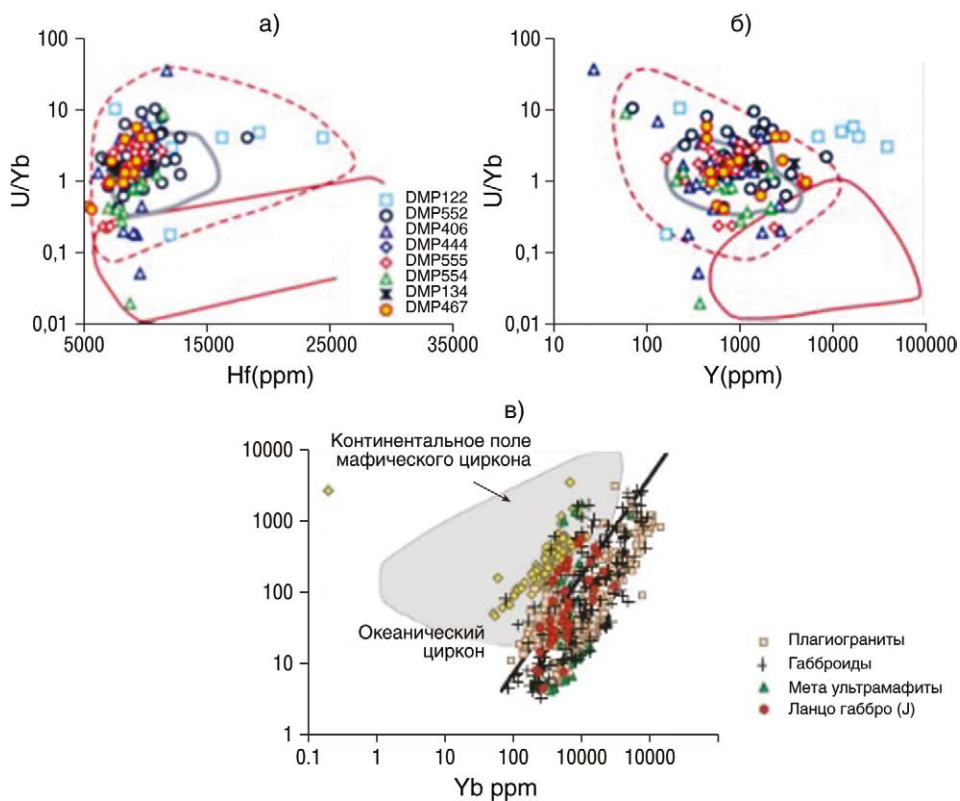 а)
U/Yb
100
10
1
0,1
0,01
5000
15000
25000
35000
Hf(ppm)
DMP122
DMP552
DMP406
DMP444
DMP555
DMP554
DMP134
DMP467
б)
U/Yb
100
10
1
0,1
0,01
10
100
1000
10000
100000
Y(ppm)
в)
10000
1000
100
10
1
0.1
1
10
100
10000
10000
Yb ppm
Континентальное поле
мафического циркона
Океанический
циркон
Плагиограниты
Габброиды
Мета ультрамафиты
Ланцо габбро (J)